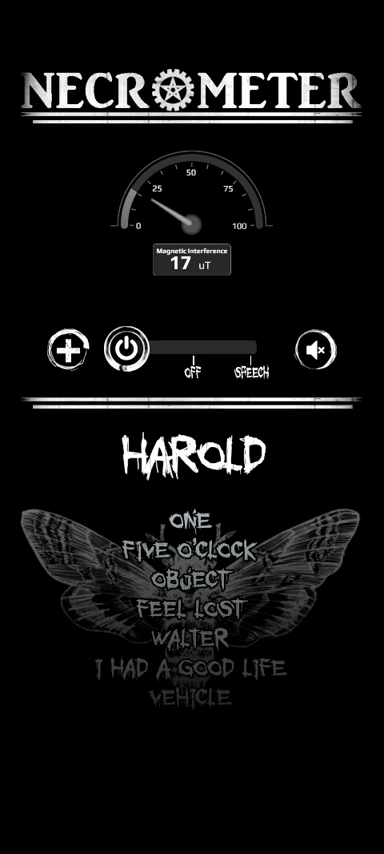 NECROMETER
0
25
50
75
100
Magnetic Interference
17 uT
OFF
SPEECH
HAROLD
ONE
FIVE O'CLOCK
OBJECT
FEEL LOST
WALTER
I HAD A GOOD LIFE
VEHICLE